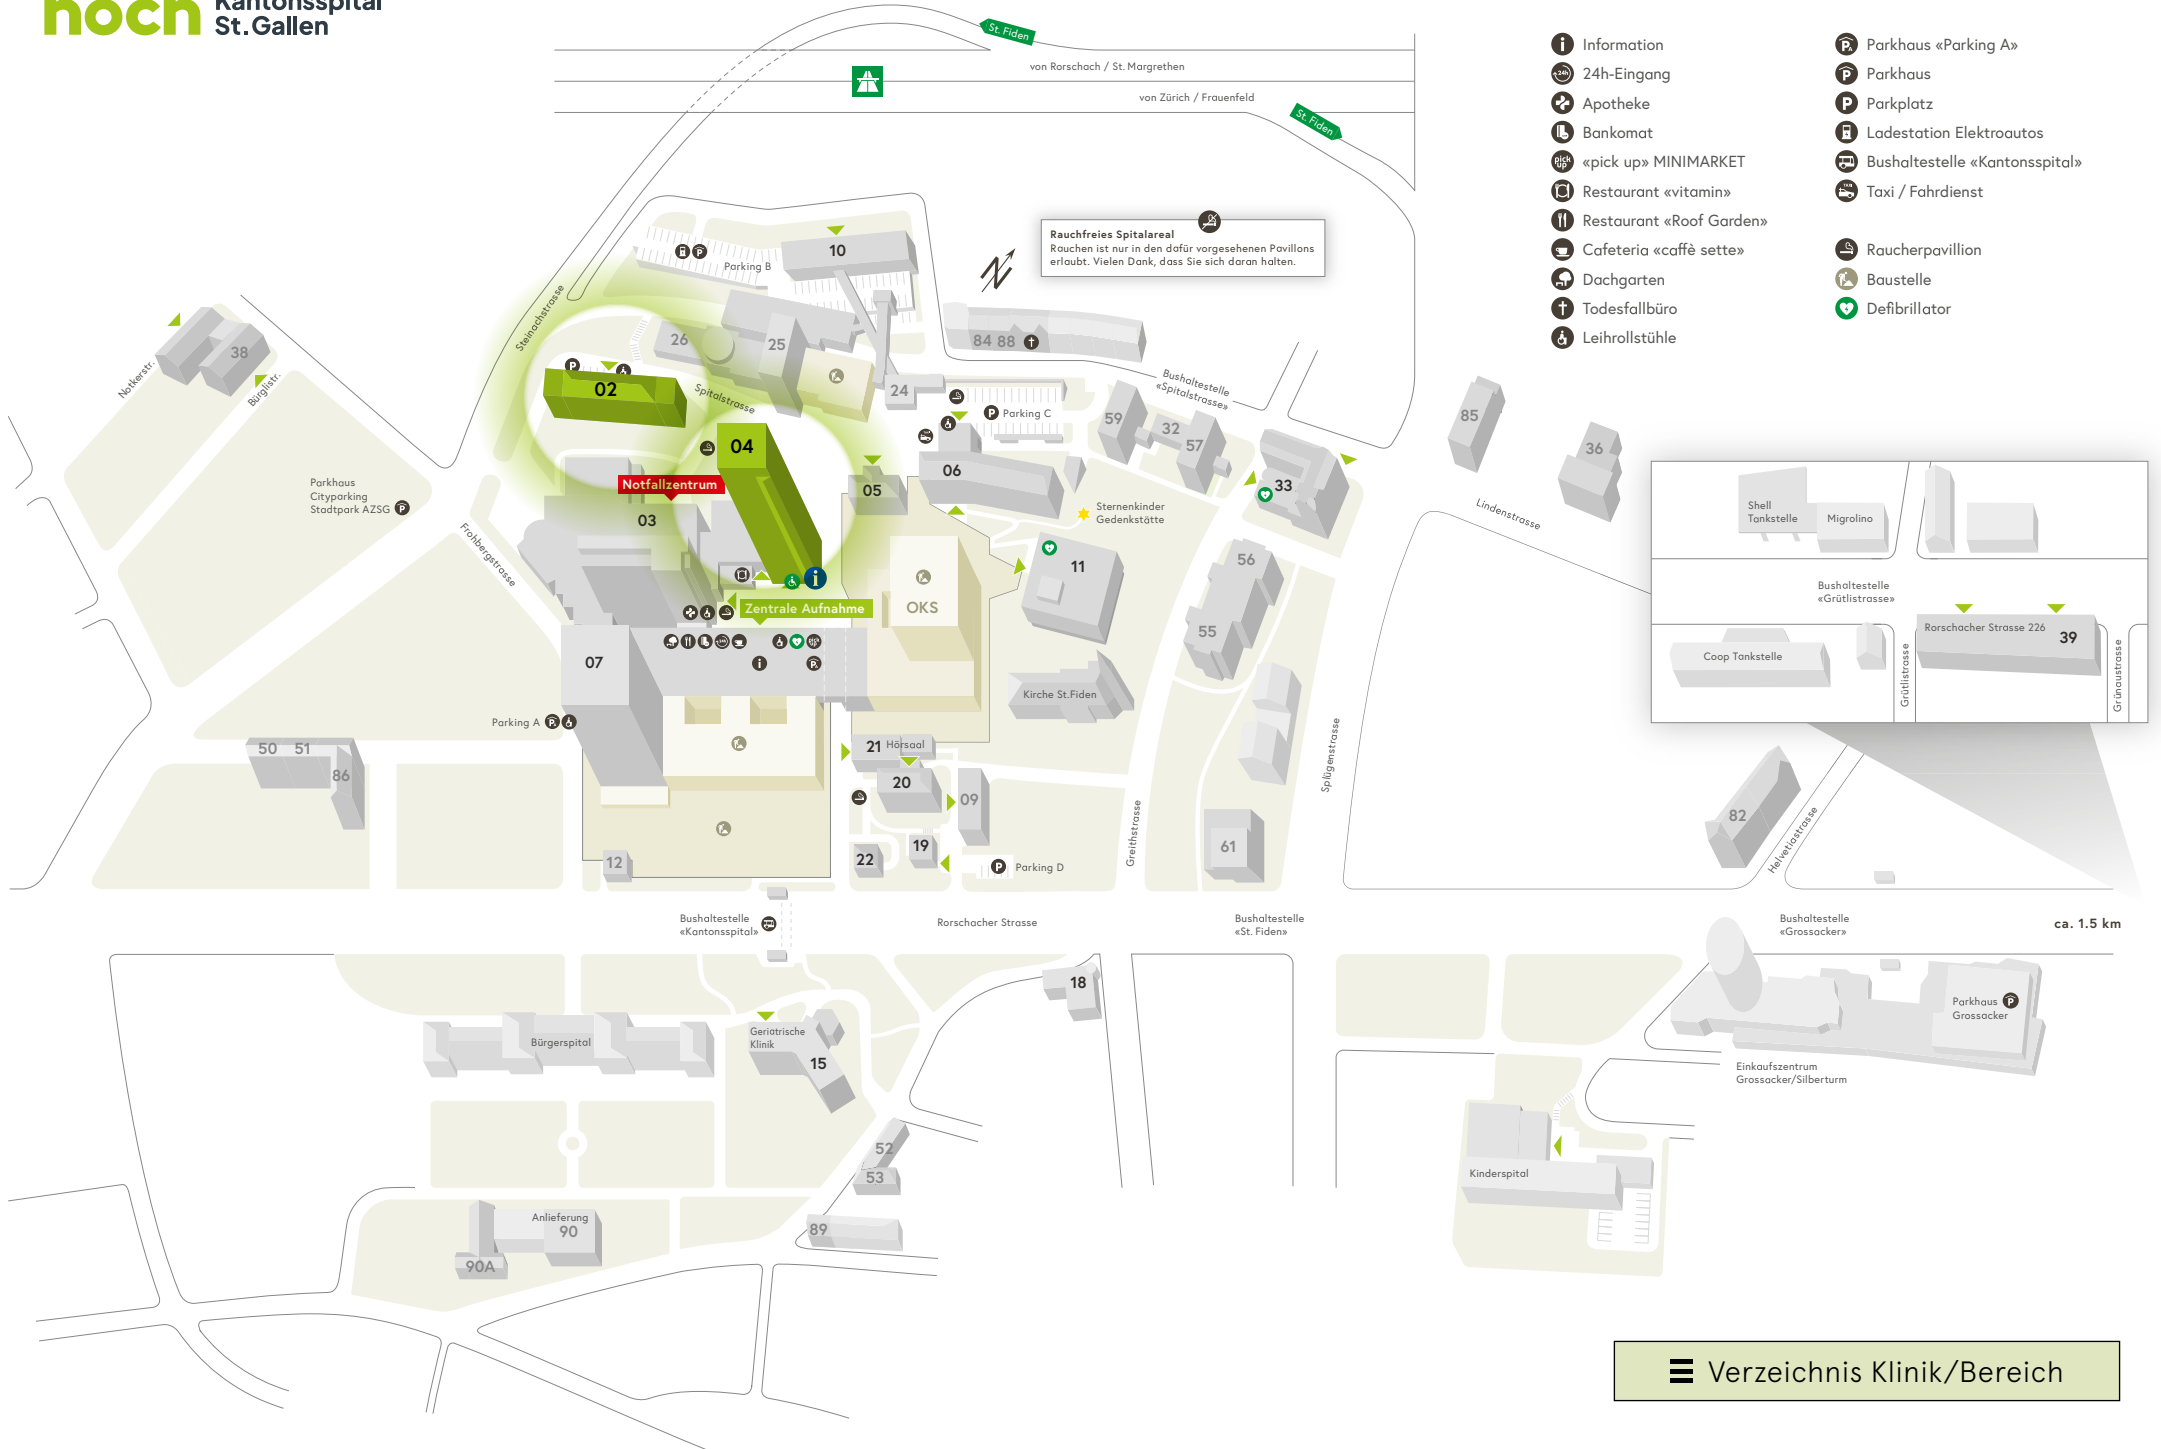 noch Kantonsspital
St.Gallen
St. Fiden
von Rorschach / St. Margrethen
von Zürich / Frauenfeld
St. Fiden
Information
24h-Eingang
Apotheke
Bankomat
«pick up» MINIMARKET
Restaurant «vitamin»
Restaurant «Roof Garden»
Cafeteria «caffè sette»
Dachgarten
Todesfallbüro
Leihrollstühle
Parkhaus «Parking A»
Parkhaus
Parkplatz
Ladestation Elektroautos
Bushaltestelle «Kantonsspital»
Taxi / Fahrdienst
Raucherpavillion
Baustelle
Defibrillator
Rauchfreies Spitalareal
Rauchen ist nur in den dafür vorgesehenen Pavillons
erlaubt. Vielen Dank, dass Sie sich daran halten.
N
Parking B
10
Steinachstrasse
26
25
84 88
38
Notkerstr.
Bürglistr.
P
02
Spitalstrasse
24
Bushaltestelle
«Spitalstrasse»
P Parking C
59
32
57
85
36
04
Notfallzentrum
03
05
06
33
Parkhaus
Cityparking
Stadtpark AZSG P
Frohbergstrasse
Sternenkinder
Gedenkstätte
Lindenstrasse
Shell
Tankstelle
Migrolino
Bushaltestelle
«Grütlistrasse»
Rorschacher Strasse 226
39
Coop Tankstelle
Grütlistrasse
Grünaustrasse
11
56
55
i
OKS
Zentrale Aufnahme
24h
pick
up
i
P
A
07
Kirche St.Fiden
Parking A P
A
50 51
86
21 Hörsaal
20
09
Splügenstrasse
Greithstrasse
82
Helvetiastrasse
12
22
19
P Parking D
61
Bushaltestelle
«Kantonsspital»
Rorschacher Strasse
Bushaltestelle
«St. Fiden»
Bushaltestelle
«Grossacker»
ca. 1.5 km
18
Bürgerspital
Geriatrische
Klinik
15
Parkhaus
Grossacker P
Einkaufszentrum
Grossacker/Silberturm
52
53
Kinderspital
Anlieferung
90
90A
89
Verzeichnis Klinik/Bereich